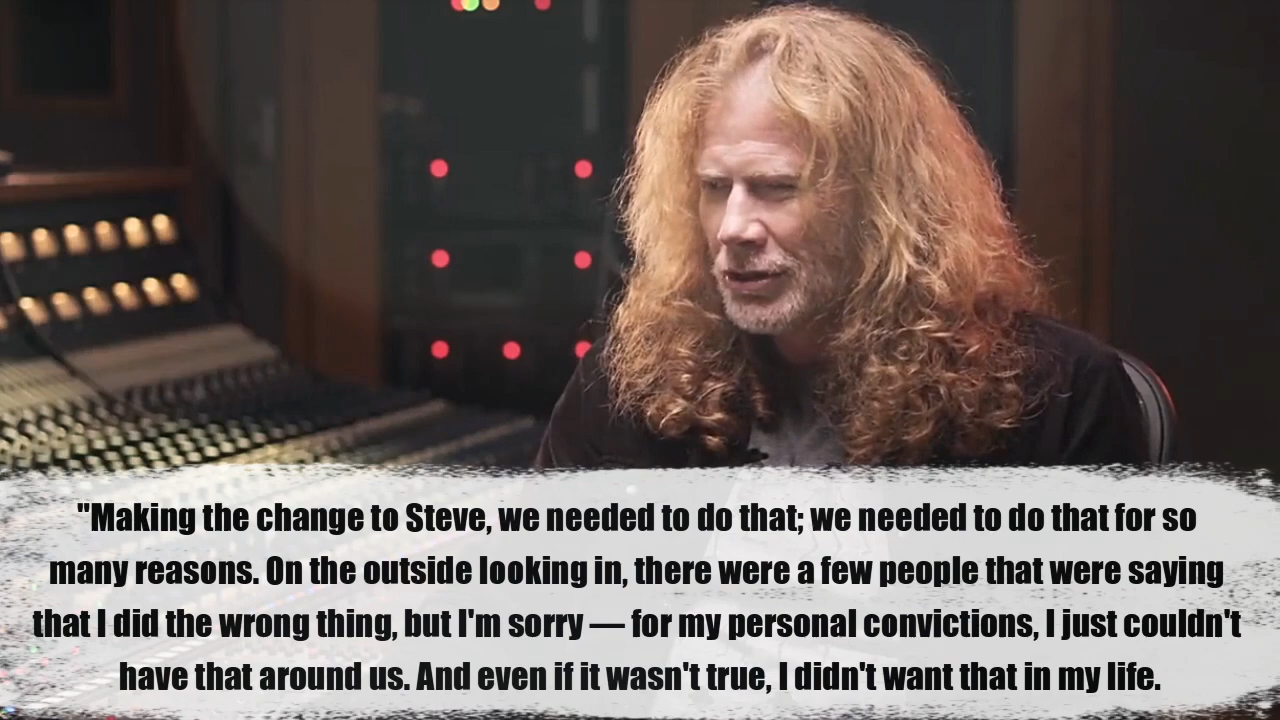 "Making the change to Steve, we needed to do that; we needed to do that for so
many reasons. On the outside looking in, there were a few people that were saying
that I did the wrong thing, but I'm sorry — for my personal convictions, I just couldn't
have that around us. And even if it wasn't true, I didn't want that in my life.